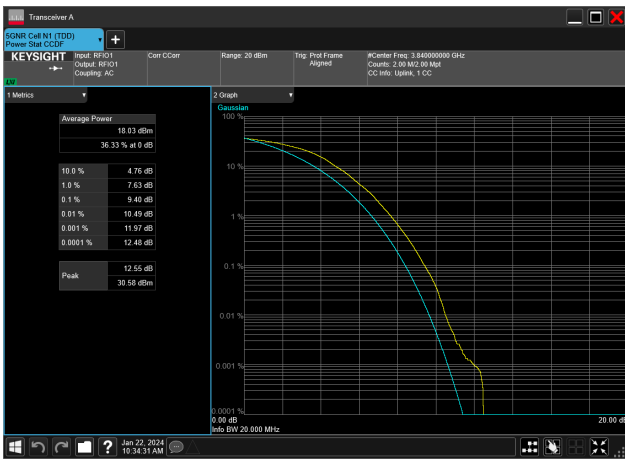 Transceiver A
5GNR Cell N1 (TDD)
Power Stat CCDF
KEYSIGHT
Input: RFIO1
Output: RFIO1
Coupling: AC
Corr CCorr
Range: 20 dBm
Trig: Prot Frame
Aligned
#Center Freq: 3.840000000 GHz
Counts: 2.00 M/2.00 Mpt
CC Info: Uplink, 1 CC
1 Metrics
Average Power
18.03 dBm
36.33 % at 0 dB
10.0 % 4.76 dB
1.0 % 7.63 dB
0.1 % 9.40 dB
0.01 % 10.49 dB
0.001 % 11.97 dB
0.0001 % 12.48 dB
Peak
12.55 dB
30.58 dBm
2 Graph
Gaussian
100 %
10 %
1 %
0.1 %
0.01 %
0.001 %
0.0001 %
0.00 dB
20.00 dB
Info BW 20.000 MHz
Jan 22, 2024
10:34:31 AM